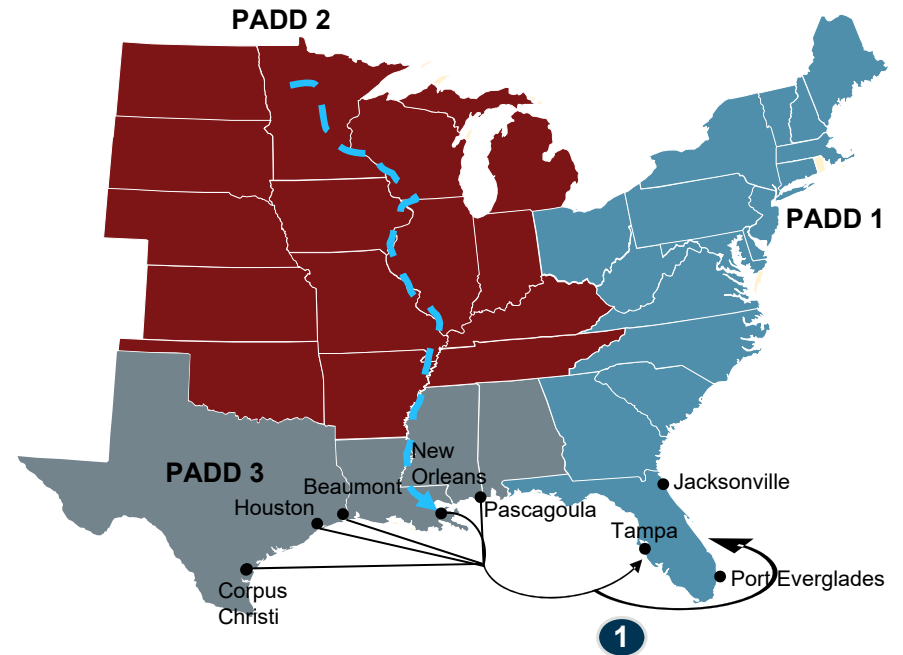 PADD 2
PADD 1
New
Orleans
PADD 3
Beaumont
Houston
Pascagoula
Jacksonville
Tampa
Port Everglades
Corpus
Christi
1